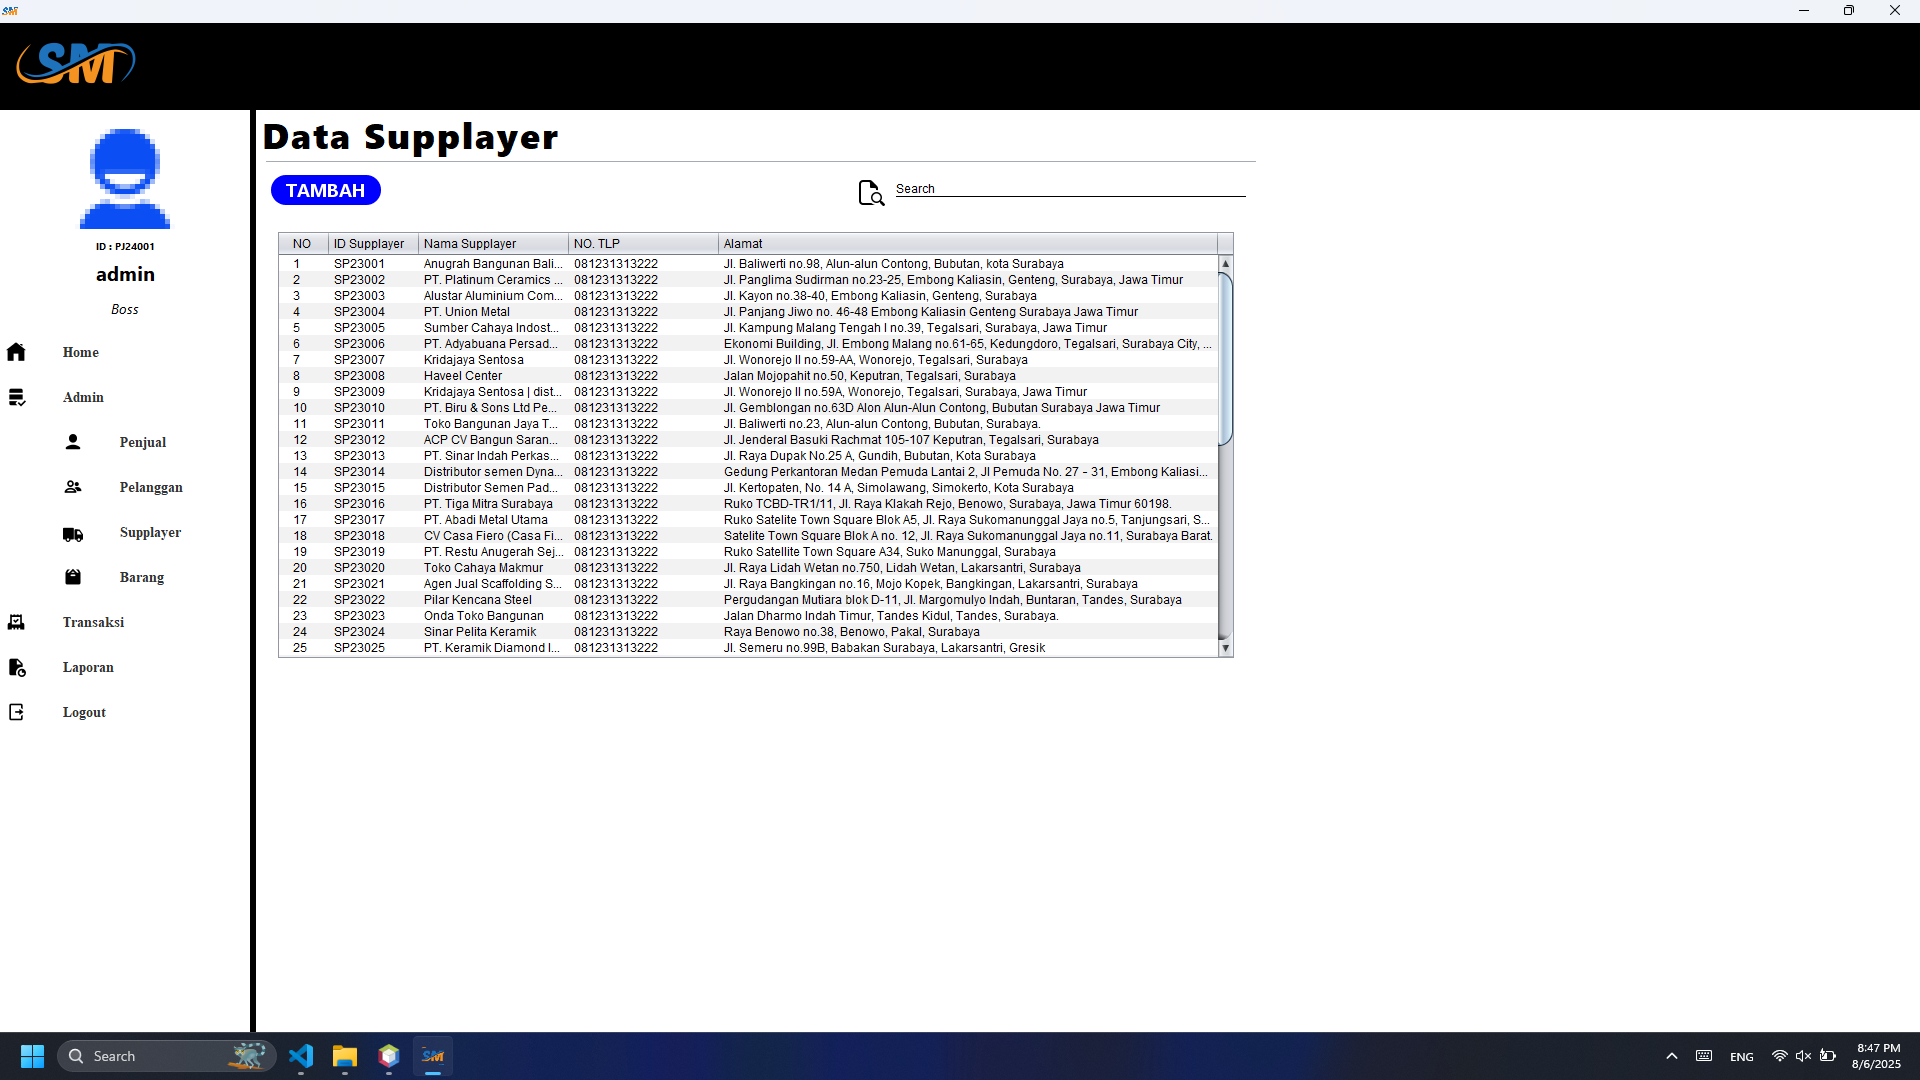 SM
SM
Data Supplayer
TAMBAH
Search
ID : PJ24001
admin
Boss
Home
Admin
Penjual
Pelanggan
Supplayer
Barang
Transaksi
Laporan
Logout
NO ID Supplayer Nama Supplayer NO. TLP Alamat
1 SP23001 Anugrah Bangunan Bali... 081231313222 Jl. Baliwerti no.98, Alun-alun Contong, Bubutan, kota Surabaya
2 SP23002 PT. Platinum Ceramics ... 081231313222 Jl. Panglima Sudirman no.23-25, Embong Kaliasin, Genteng, Surabaya, Jawa Timur
3 SP23003 Alustar Aluminium Com... 081231313222 Jl. Kayon no.38-40, Embong Kaliasin, Genteng, Surabaya
4 SP23004 PT. Union Metal 081231313222 Jl. Panjang Jiwo no. 46-48 Embong Kaliasin Genteng Surabaya Jawa Timur
5 SP23005 Sumber Cahaya Indost... 081231313222 Jl. Kampung Malang Tengah I no.39, Tegalsari, Surabaya, Jawa Timur
6 SP23006 PT. Adyabuana Persad... 081231313222 Ekonomi Building, Jl. Embong Malang no.61-65, Kedungdoro, Tegalsari, Surabaya City, ...
7 SP23007 Kridajaya Sentosa 081231313222 Jl. Wonorejo II no.59-AA, Wonorejo, Tegalsari, Surabaya
8 SP23008 Haveel Center 081231313222 Jalan Mojopahit no.50, Keputran, Tegalsari, Surabaya
9 SP23009 Kridajaya Sentosa | dist... 081231313222 Jl. Wonorejo II no.59A, Wonorejo, Tegalsari, Surabaya, Jawa Timur
10 SP23010 PT. Biru & Sons Ltd Pe... 081231313222 Jl. Gemblongan no.63D Alon Alun-Alun Contong, Bubutan Surabaya Jawa Timur
11 SP23011 Toko Bangunan Jaya T... 081231313222 Jl. Baliwerti no.23, Alun-alun Contong, Bubutan, Surabaya.
12 SP23012 ACP CV Bangun Saran... 081231313222 Jl. Jenderal Basuki Rachmat 105-107 Keputran, Tegalsari, Surabaya
13 SP23013 PT. Sinar Indah Perkas... 081231313222 Jl. Raya Dupak No.25 A, Gundih, Bubutan, Kota Surabaya
14 SP23014 Distributor semen Dyna... 081231313222 Gedung Perkantoran Medan Pemuda Lantai 2, Jl Pemuda No. 27 - 31, Embong Kaliasi...
15 SP23015 Distributor Semen Pad... 081231313222 Jl. Kertopaten, No. 14 A, Simolawang, Simokerto, Kota Surabaya
16 SP23016 PT. Tiga Mitra Surabaya 081231313222 Ruko TCBD-TR1/11, Jl. Raya Klakah Rejo, Benowo, Surabaya, Jawa Timur 60198.
17 SP23017 PT. Abadi Metal Utama 081231313222 Ruko Satelite Town Square Blok A5, Jl. Raya Sukomanunggal Jaya no.5, Tanjungsari, S...
18 SP23018 CV Casa Fiero (Casa Fi... 081231313222 Satelite Town Square Blok A no. 12, Jl. Raya Sukomanunggal Jaya no.11, Surabaya Barat.
19 SP23019 PT. Restu Anugerah Sej... 081231313222 Ruko Satellite Town Square A34, Suko Manunggal, Surabaya
20 SP23020 Toko Cahaya Makmur 081231313222 Jl. Raya Lidah Wetan no.750, Lidah Wetan, Lakarsantri, Surabaya
21 SP23021 Agen Jual Scaffolding S... 081231313222 Jl. Raya Bangkingan no.16, Mojo Kopek, Bangkingan, Lakarsantri, Surabaya
22 SP23022 Pilar Kencana Steel 081231313222 Pergudangan Mutiara blok D-11, Jl. Margomulyo Indah, Buntaran, Tandes, Surabaya
23 SP23023 Onda Toko Bangunan 081231313222 Jalan Dharmo Indah Timur, Tandes Kidul, Tandes, Surabaya.
24 SP23024 Sinar Pelita Keramik 081231313222 Raya Benowo no.38, Benowo, Pakal, Surabaya
25 SP23025 PT. Keramik Diamond I... 081231313222 Jl. Semeru no.99B, Babakan Surabaya, Lakarsantri, Gresik
Search
SM
ENG
8:47 PM
8/6/2025